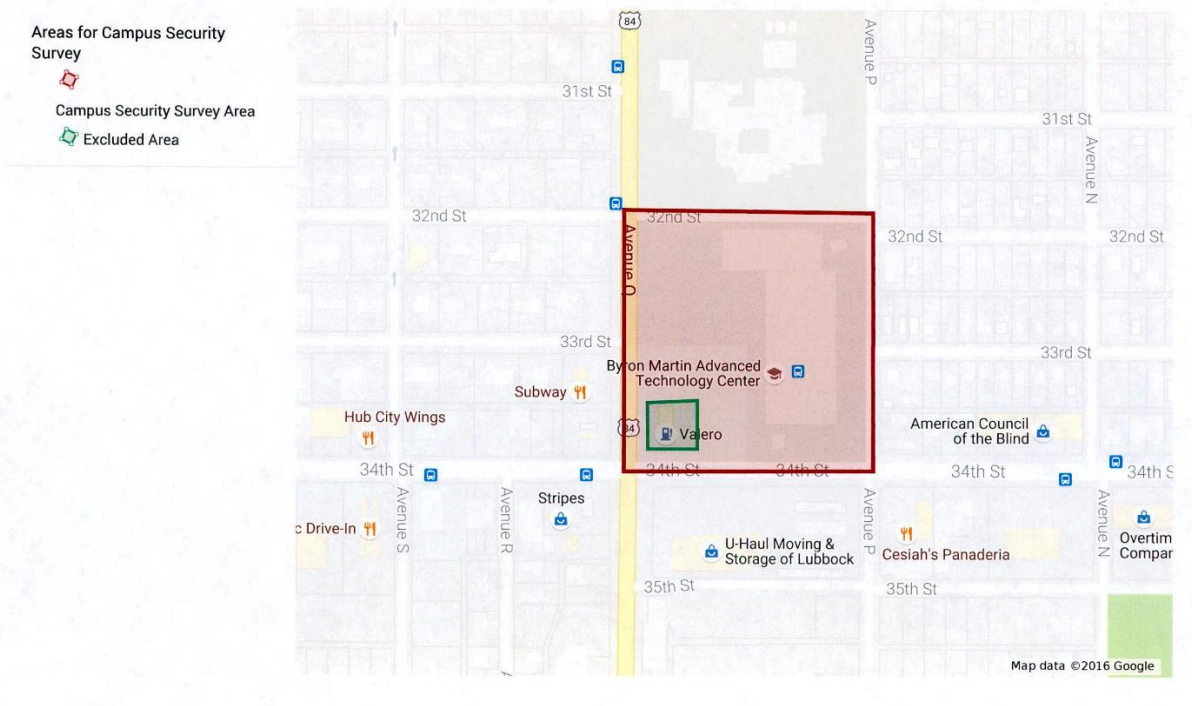 Areas for Campus Security
Survey
Campus Security Survey Area
Excluded Area
84
Avenue P
31st St
31st St
Avenue N
32nd St
32nd St
32nd St
32nd St
Avenue Q
33rd St
33rd St
Byron Martin Advanced
Technology Center
Subway
Hub City Wings
84
Valero
American Council
of the Blind
34th St
34th St
34th St
34th St
34th S
Avenue S
Avenue R
Stripes
Avenue P
Avenue N
c Drive-In
U-Haul Moving &
Storage of Lubbock
Cesiah's Panaderia
Overtim
Compar
35th St
35th St
Map data ©2016 Google